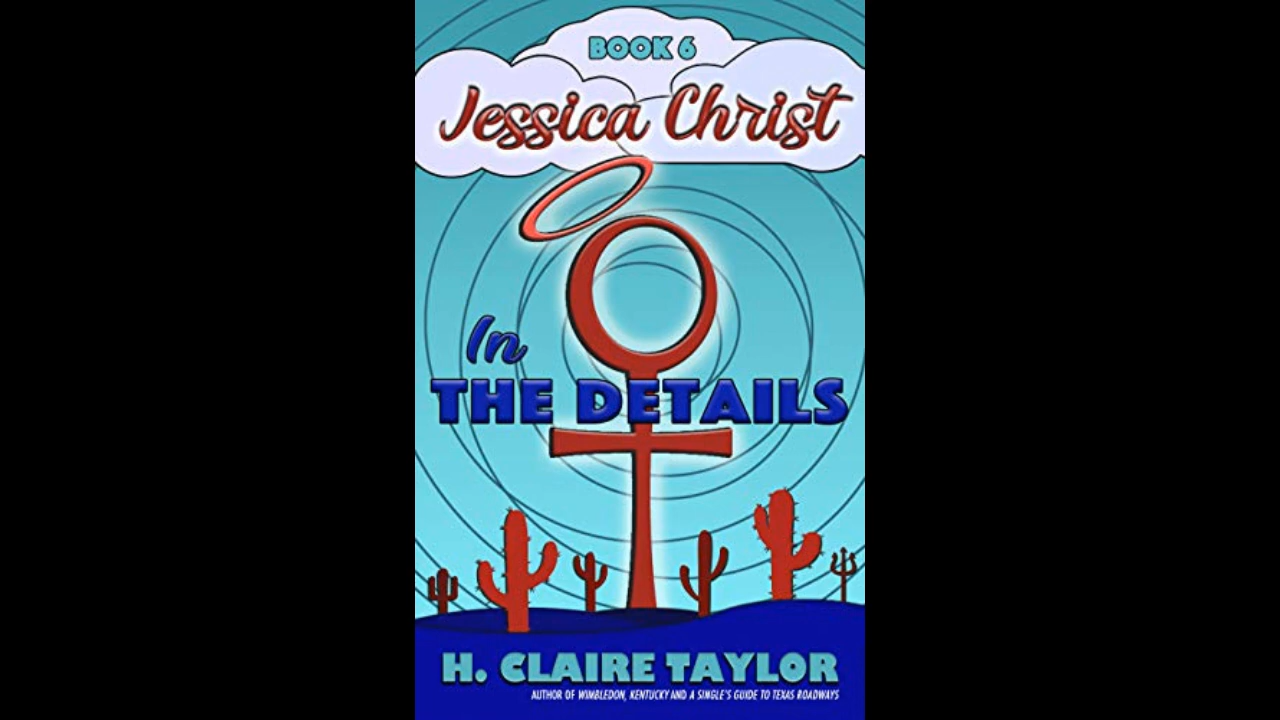 BOOK 6
Jessica Christ
In
THE DETAILS
H. CLAIRE TAYLOR
AUTHOR OF WIMBLEDON, KENTUCKY AND A SINGLE'S GUIDE TO TEXAS ROADWAYS